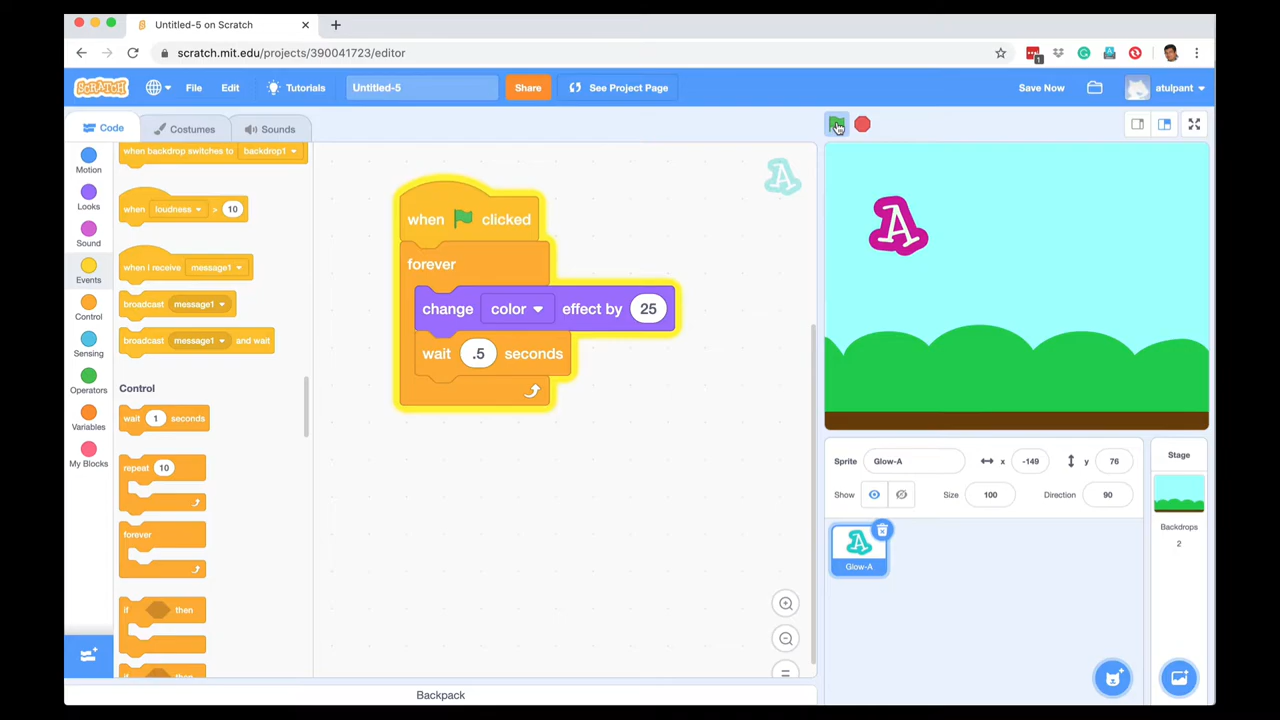 Untitled-5 on Scratch
scratch.mit.edu/projects/390041723/editor
1
SCRATCH
File
Edit
Tutorials
Untitled-5
Share
See Project Page
Save Now
atulpant
Code
Costumes
Sounds
Motion
Looks
Sound
Events
Control
Sensing
Operators
Variables
My Blocks
when backdrop switches to backdrop1
when loudness > 10
when I receive message1
broadcast message1
broadcast message1 and wait
Control
wait 1 seconds
repeat 10
forever
if then
when clicked
forever
change color effect by 25
wait .5 seconds
A
A
Sprite Glow-A x -149 y 76
Show Size 100 Direction 90
A
Glow-A
Stage
Backdrops
2
Backpack